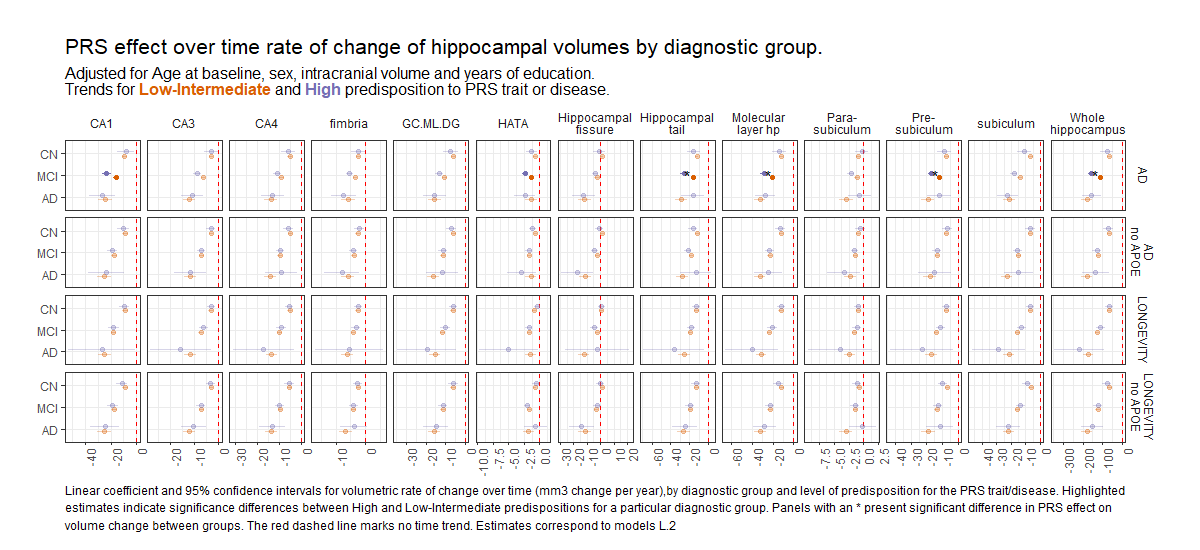 PRS effect over time rate of change of hippocampal volumes by diagnostic group.
Adjusted for Age at baseline, sex, intracranial volume and years of education.
Trends for Low-Intermediate and High predisposition to PRS trait or disease.
CA1 CA3 CA4 fimbria GC.ML.DG HATA Hippocampal fissure Hippocampal tail Molecular layer hp Para-subiculum Pre-subiculum subiculum Whole hippocampus
CN
MCI * * * *
AD
AD
CN
MCI
AD
AD no APOE
CN
MCI
AD
LONGEVITY
CN
MCI
AD
LONGEVITY no APOE
-40 -20 0 -20 -10 0 -30 -20 -10 0 -10 0 -30 -20 -10 0 -10.0 -7.5 -5.0 -2.5 0.0 -30 -20 -10 0 10 20 -60 -40 -20 0 -60 -40 -20 0 -7.5 -5.0 -2.5 0.0 2.5 -30 -20 -10 0 -40 -30 -20 -10 0 -300 -200 -100 0
Linear coefficient and 95% confidence intervals for volumetric rate of change over time (mm3 change per year),by diagnostic group and level of predisposition for the PRS trait/disease. Highlighted
estimates indicate significance differences between High and Low-Intermediate predispositions for a particular diagnostic group. Panels with an * present significant difference in PRS effect on
volume change between groups. The red dashed line marks no time trend. Estimates correspond to models L.2